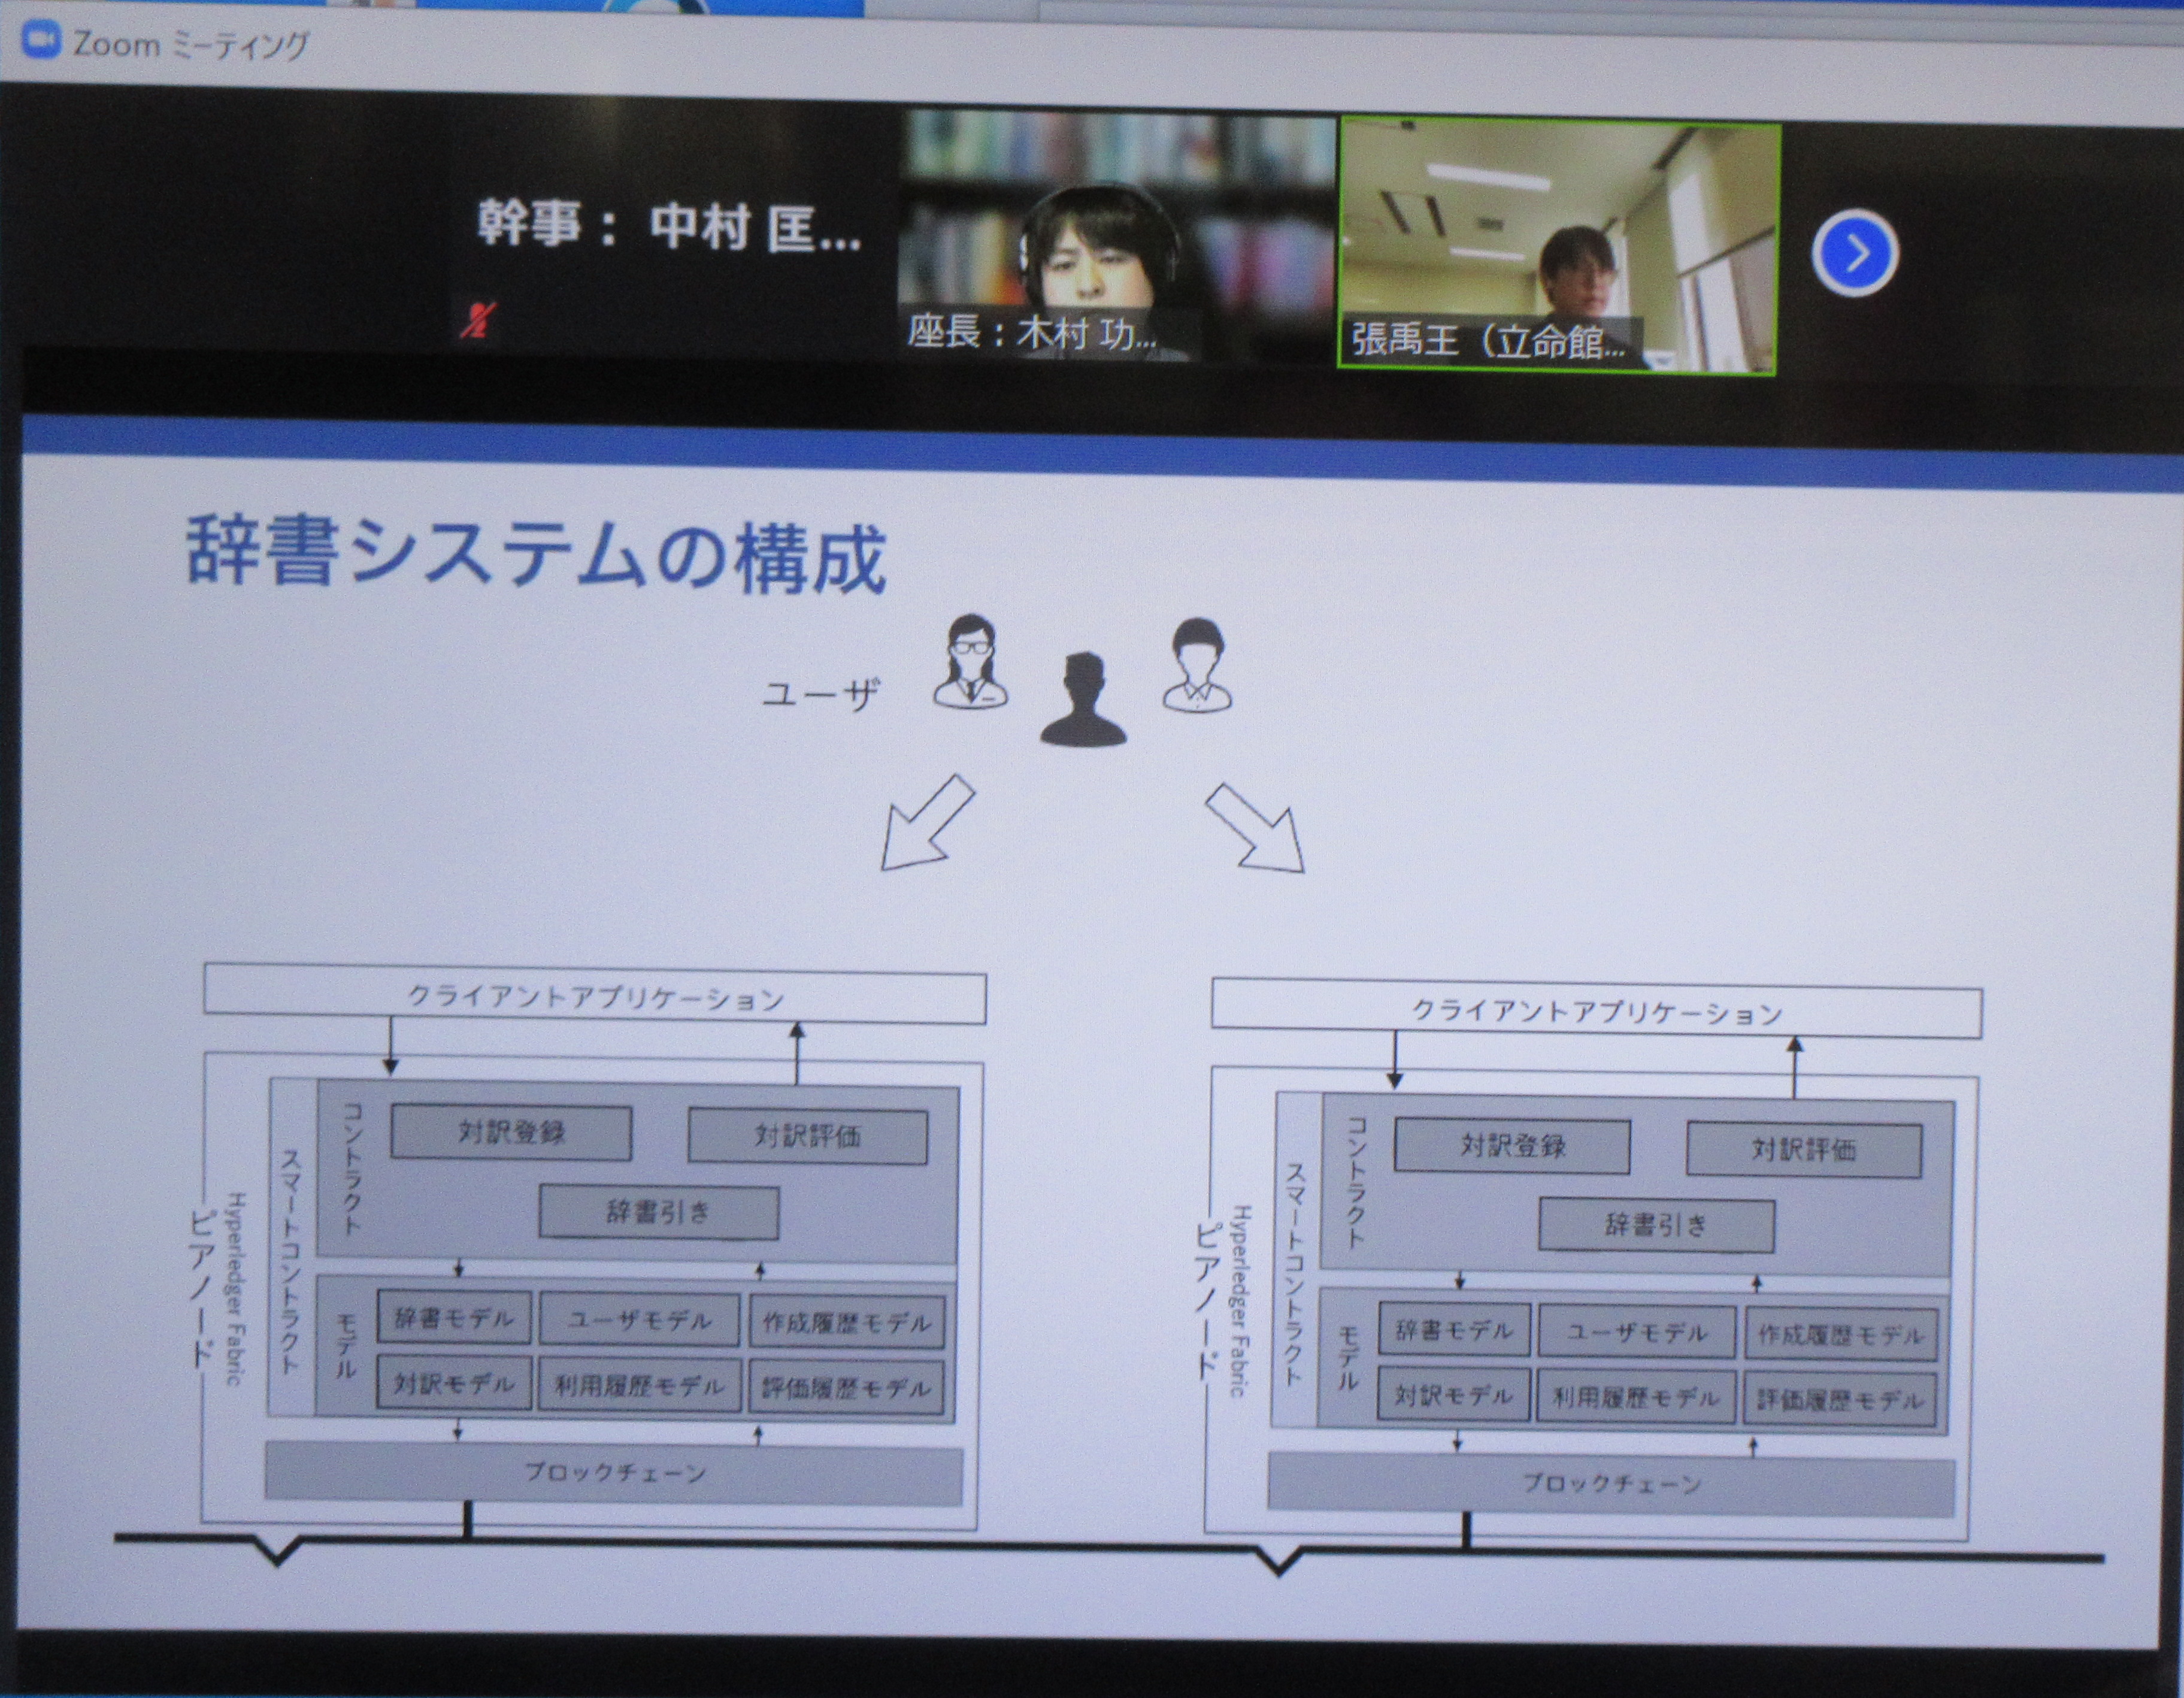 Zoom ミーティング
幹事： 中村 匡...
座長：木村 功...
張禹王（立命館...
辞書システムの構成
ユーザ
クライアントアプリケーション
ピアノード
Hyperledger Fabric
スマートコントラクト
コントラクト
対訳登録
対訳評価
辞書引き
モデル
辞書モデル
ユーザモデル
作成履歴モデル
対訳モデル
利用履歴モデル
評価履歴モデル
ブロックチェーン
クライアントアプリケーション
ピアノード
Hyperledger Fabric
スマートコントラクト
コントラクト
対訳登録
対訳評価
辞書引き
モデル
辞書モデル
ユーザモデル
作成履歴モデル
対訳モデル
利用履歴モデル
評価履歴モデル
ブロックチェーン